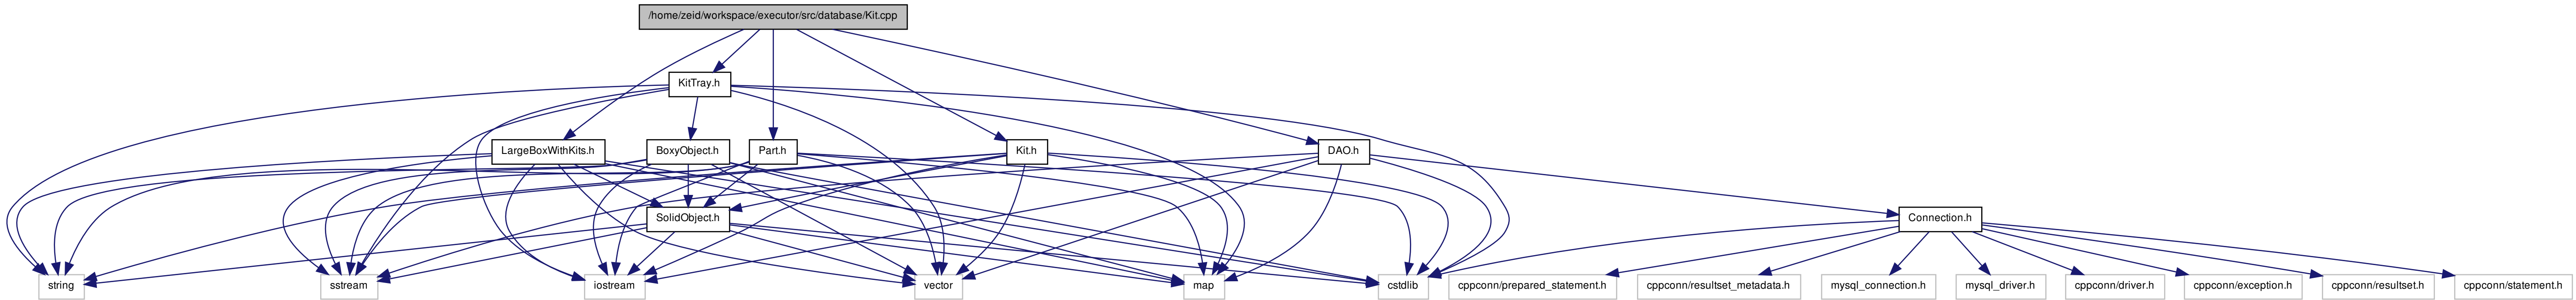 /home/zeid/workspace/executor/src/database/Kit.cpp
KitTray.h
LargeBoxWithKits.h
BoxyObject.h
Part.h
Kit.h
DAO.h
SolidObject.h
Connection.h
string
sstream
iostream
vector
map
cstdlib
cppconn/prepared_statement.h
cppconn/resultset_metadata.h
mysql_connection.h
mysql_driver.h
cppconn/driver.h
cppconn/exception.h
cppconn/resultset.h
cppconn/statement.h